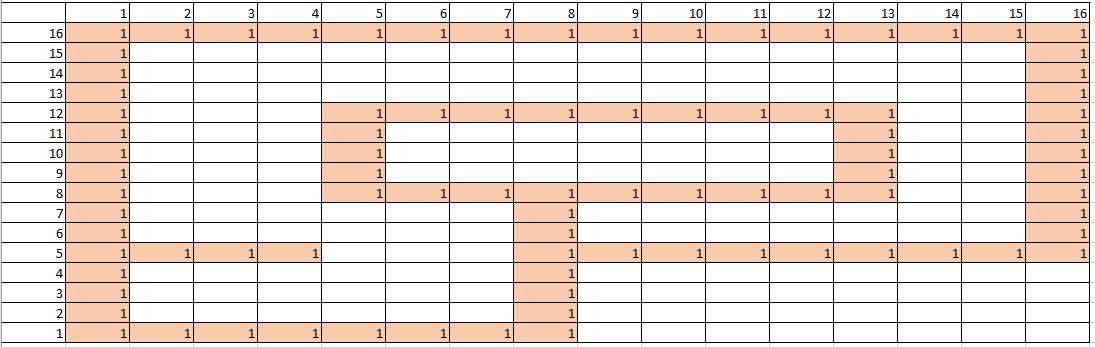 1 2 3 4 5 6 7 8 9 10 11 12 13 14 15 16
16 1 1 1 1 1 1 1 1 1 1 1 1 1 1 1 1
15 1 1
14 1 1
13 1 1
12 1 1 1 1 1 1 1 1 1 1 1
11 1 1 1 1
10 1 1 1 1
9 1 1 1 1
8 1 1 1 1 1 1 1 1 1 1 1
7 1 1 1
6 1 1 1
5 1 1 1 1 1 1 1 1 1 1 1 1 1
4 1 1
3 1 1
2 1 1
1 1 1 1 1 1 1 1 1